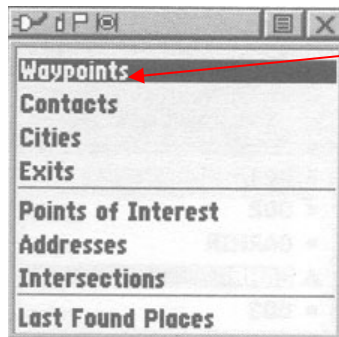 Waypoints
Contacts
Cities
Exits
Points of Interest
Addresses
Intersections
Last Found Places